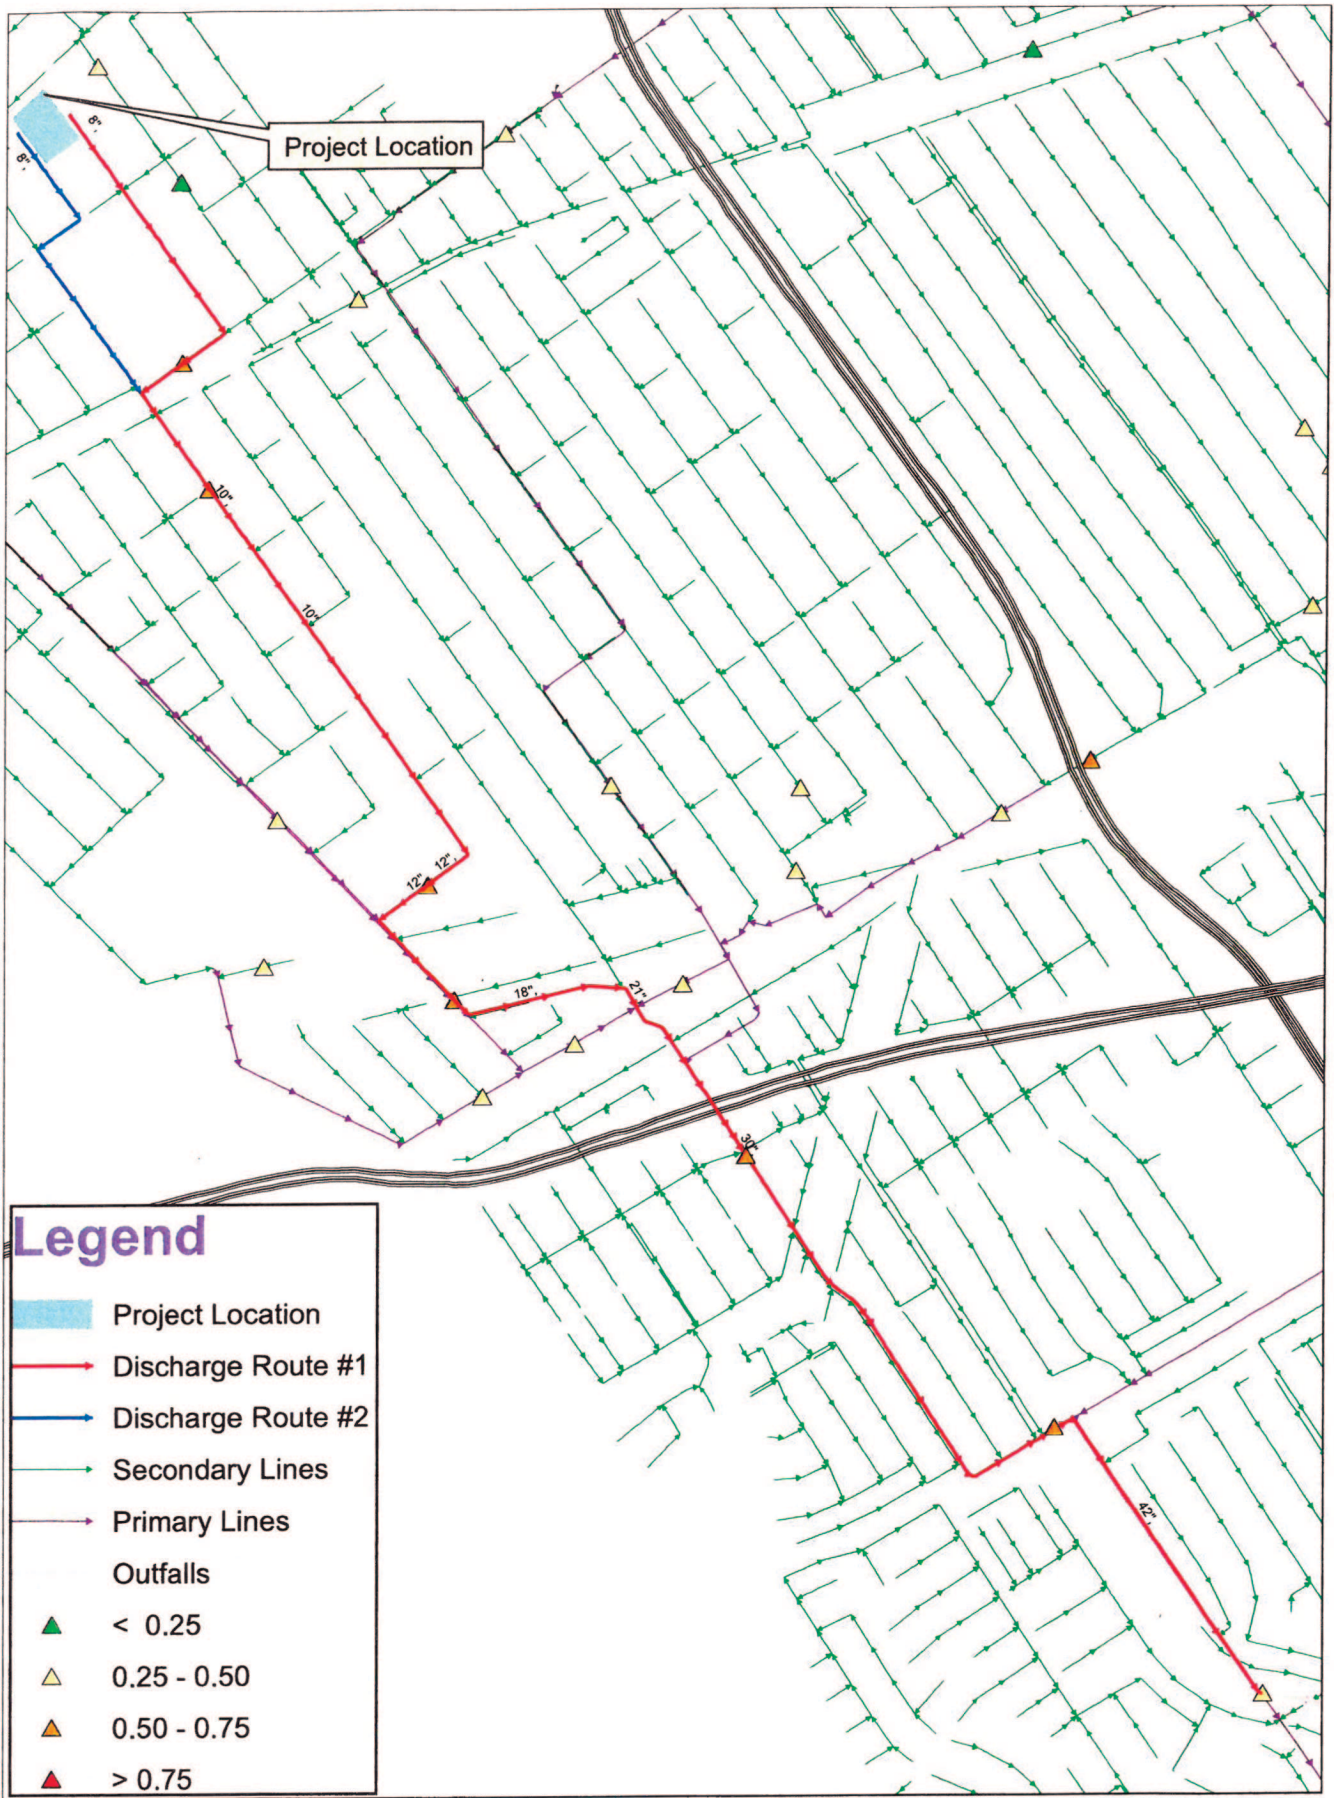 8",
8",
Project Location
10",
10",
12",
12",
18",
21"
30"
42",
Legend
Project Location
Discharge Route #1
Discharge Route #2
Secondary Lines
Primary Lines
Outfalls
< 0.25
0.25 - 0.50
0.50 - 0.75
> 0.75